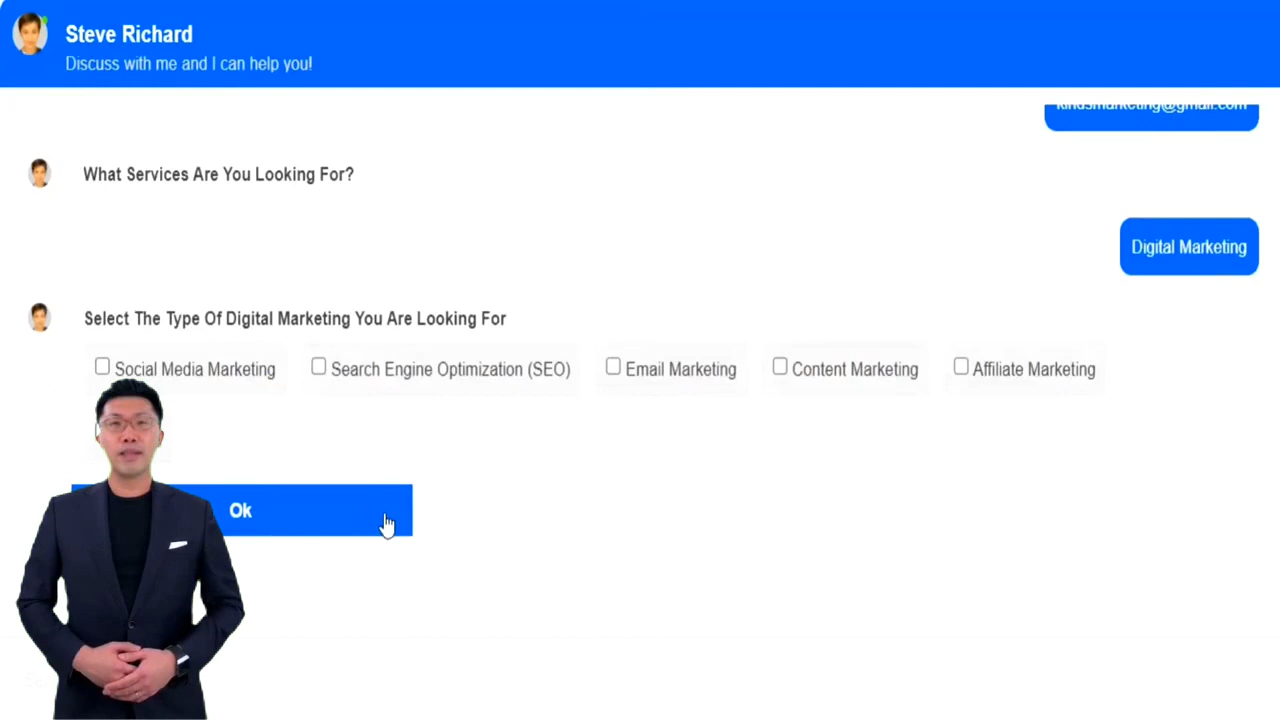 Steve Richard
Discuss with me and I can help you!
What Services Are You Looking For?
Digital Marketing
Select The Type Of Digital Marketing You Are Looking For
Social Media Marketing
Search Engine Optimization (SEO)
Email Marketing
Content Marketing
Affiliate Marketing
Ok